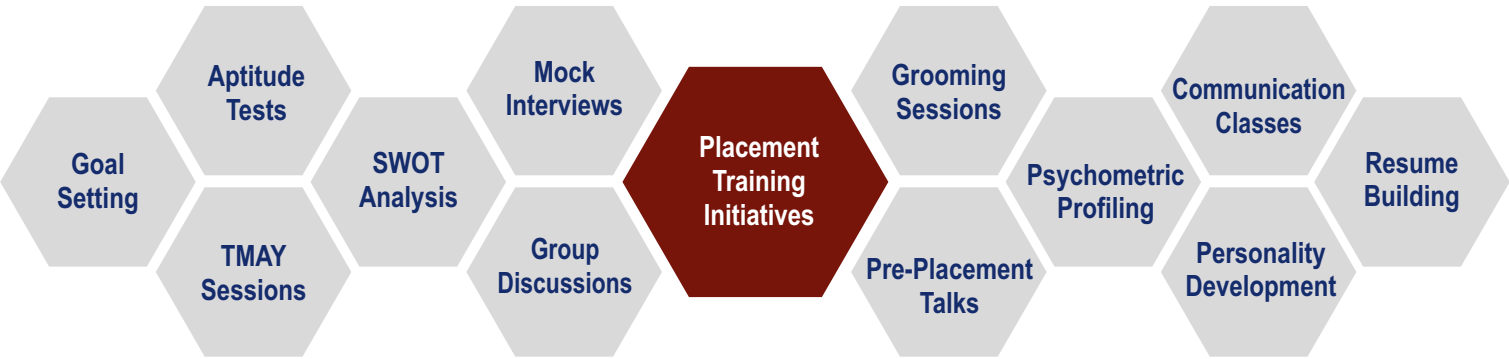 Goal
Setting
Aptitude
Tests
TMAY
Sessions
SWOT
Analysis
Mock
Interviews
Group
Discussions
Placement
Training
Initiatives
Grooming
Sessions
Pre-Placement
Talks
Psychometric
Profiling
Communication
Classes
Personality
Development
Resume
Building